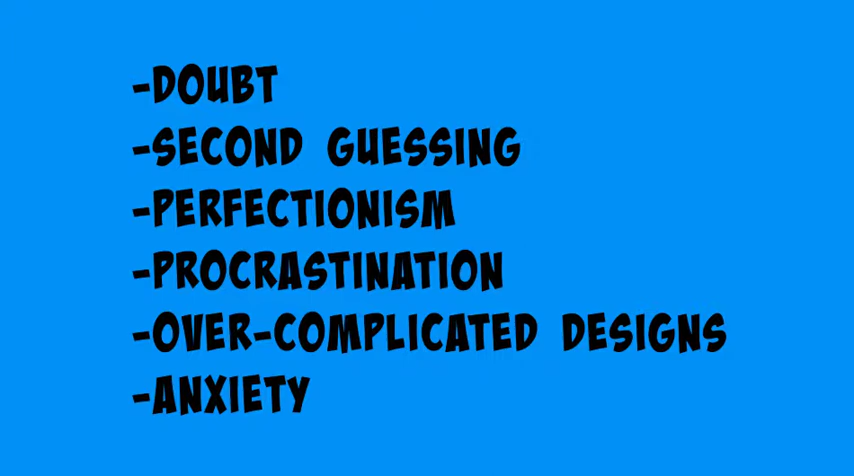 -DOUBT
-SECOND GUESSING
-PERFECTIONISM
-PROCRASTINATION
-OVER-COMPLICATED DESIGNS
-ANXIETY